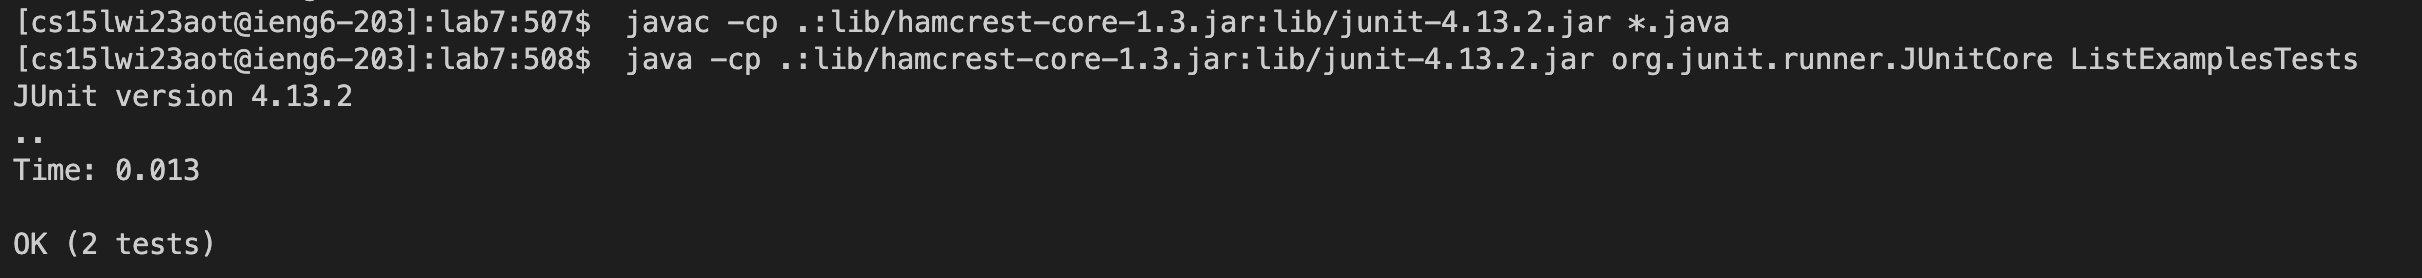 [cs15lwi23aot@ieng6-203]:lab7:507$  javac -cp .:lib/hamcrest-core-1.3.jar:lib/junit-4.13.2.jar *.java
[cs15lwi23aot@ieng6-203]:lab7:508$  java -cp .:lib/hamcrest-core-1.3.jar:lib/junit-4.13.2.jar org.junit.runner.JUnitCore ListExamplesTests
JUnit version 4.13.2
..
Time: 0.013
OK (2 tests)